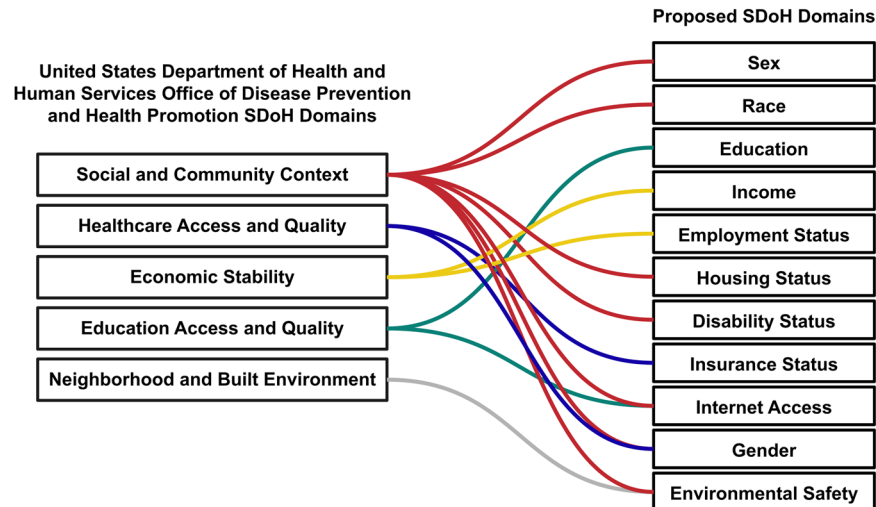 Proposed SDoH Domains
United States Department of Health and
Human Services Office of Disease Prevention
and Health Promotion SDoH Domains
Social and Community Context
Healthcare Access and Quality
Economic Stability
Education Access and Quality
Neighborhood and Built Environment
Sex
Race
Education
Income
Employment Status
Housing Status
Disability Status
Insurance Status
Internet Access
Gender
Environmental Safety